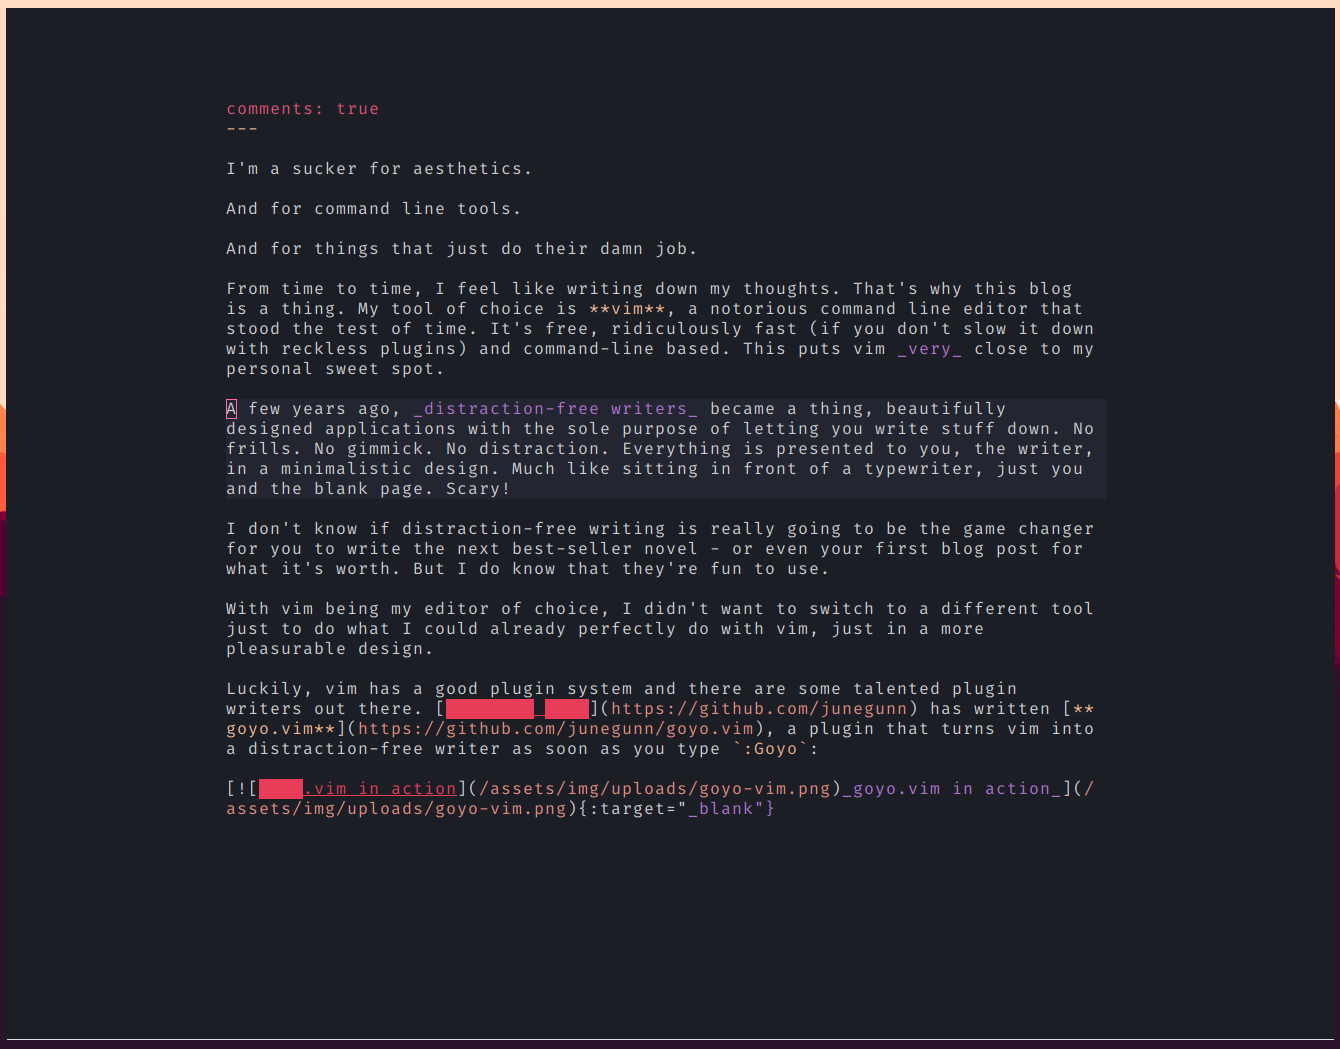 comments: true
---
I'm a sucker for aesthetics.
And for command line tools.
And for things that just do their damn job.
From time to time, I feel like writing down my thoughts. That's why this blog
is a thing. My tool of choice is **vim**, a notorious command line editor that
stood the test of time. It's free, ridiculously fast (if you don't slow it down
with reckless plugins) and command-line based. This puts vim _very_ close to my
personal sweet spot.
A few years ago, _distraction-free writers_ became a thing, beautifully
designed applications with the sole purpose of letting you write stuff down. No
frills. No gimmick. No distraction. Everything is presented to you, the writer,
in a minimalistic design. Much like sitting in front of a typewriter, just you
and the blank page. Scary!
I don't know if distraction-free writing is really going to be the game changer
for you to write the next best-seller novel - or even your first blog post for
what it's worth. But I do know that they're fun to use.
With vim being my editor of choice, I didn't want to switch to a different tool
just to do what I could already perfectly do with vim, just in a more
pleasurable design.
Luckily, vim has a good plugin system and there are some talented plugin
writers out there. [](https://github.com/junegunn) has written [**
goyo.vim**](https://github.com/junegunn/goyo.vim), a plugin that turns vim into
a distraction-free writer as soon as you type `:Goyo`:
[![.vim in action](/assets/img/uploads/goyo-vim.png)_goyo.vim in action_](/
assets/img/uploads/goyo-vim.png){:target="_blank"}